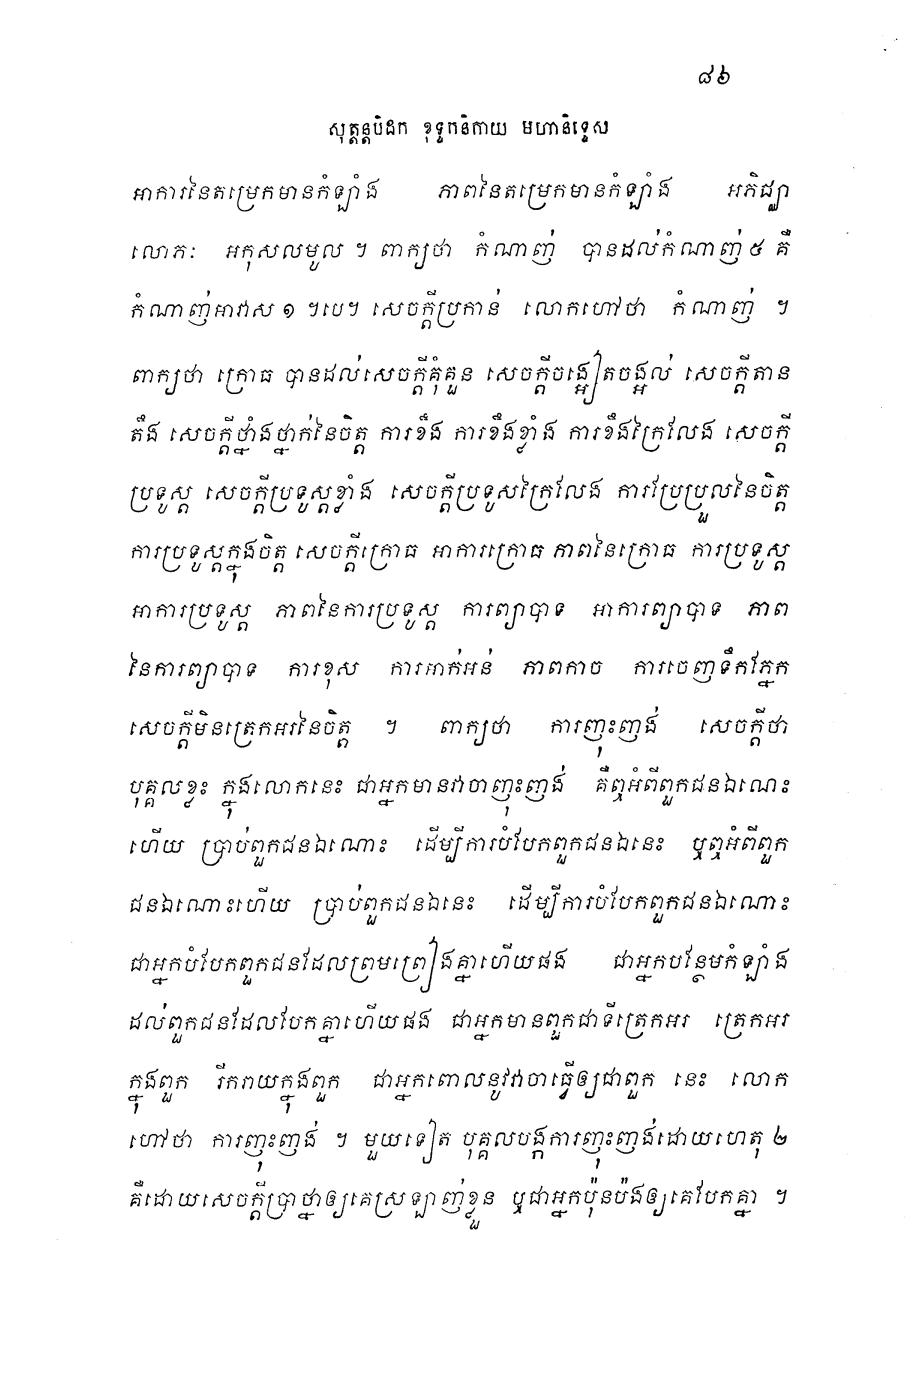 ៨៦
សុត្តន្តបិដក ខុទ្ទកនិកាយ មហានិទ្ទេស
អាការនៃតម្រេកមានកំឡាំង ភាពនៃតម្រេកមានកំឡាំង អភិជ្ឈា
លោភៈ អកុសលមូល ។ ពាក្យថា កំណាញ់ បានដល់កំណាញ់ ៥ គឺ
កំណាញ់អាវាស ១ ។បេ។ សេចក្តីប្រកាន់ លោកហៅថា កំណាញ់ ។
ពាក្យថា ក្រោធ បានដល់សេចក្តីគុំគួន សេចក្តីចង្អៀតចង្អល់ សេចក្តីតាន
តឹង សេចក្តីថ្នាំងថ្នាក់នៃចិត្ត ការខឹង ការខឹងខ្លាំង ការខឹងក្រៃលែង សេចក្តី
ប្រទូស្ត សេចក្តីប្រទូស្តខ្លាំង សេចក្តីប្រទូសក្រៃលែង ការប្រែប្រួលនៃចិត្ត
ការប្រទូស្តក្នុងចិត្ត សេចក្តីក្រោធ អាការក្រោធ ភាពនៃក្រោធ ការប្រទូស្ត
អាការប្រទូស្ត ភាពនៃការប្រទូស្ត ការព្យាបាទ អាការព្យាបាទ ភាព
នៃការព្យាបាទ ការខុស ការអាក់អន់ ភាពកាច ការចេញទឹកភ្នែក
សេចក្តីមិនត្រេកអរនៃចិត្ត ។ ពាក្យថា ការញុះញង់ សេចក្តីថា
បុគ្គលខ្លះ ក្នុងលោកនេះ ជាអ្នកមានវាចាញុះញង់ គឺឮអំពីពួកជនឯណេះ
ហើយ ប្រាប់ពួកជនឯណោះ ដើម្បីការបំបែកពួកជនឯនេះ ឬឮអំពីពួក
ជនឯណោះហើយ ប្រាប់ពួកជនឯនេះ ដើម្បីការបំបែកពួកជនឯណោះ
ជាអ្នកបំបែកពួកជនដែលព្រមព្រៀងគ្នាហើយផង ជាអ្នកបន្ថែមកំឡាំង
ដល់ពួកជនដែលបែកគ្នាហើយផង ជាអ្នកមានពួកជាទីត្រេកអរ ត្រេកអរ
ក្នុងពួក រីករាយក្នុងពួក ជាអ្នកពោលនូវវាចាធ្វើឲ្យជាពួក នេះ លោក
ហៅថា ការញុះញង់ ។ មួយទៀត បុគ្គលបង្កការញុះញង់ដោយហេតុ ២
គឺដោយសេចក្តីប្រាថ្នាឲ្យគេស្រឡាញ់ខ្លួន ឬជាអ្នកប៉ុនប៉ងឲ្យគេបែកគ្នា ។